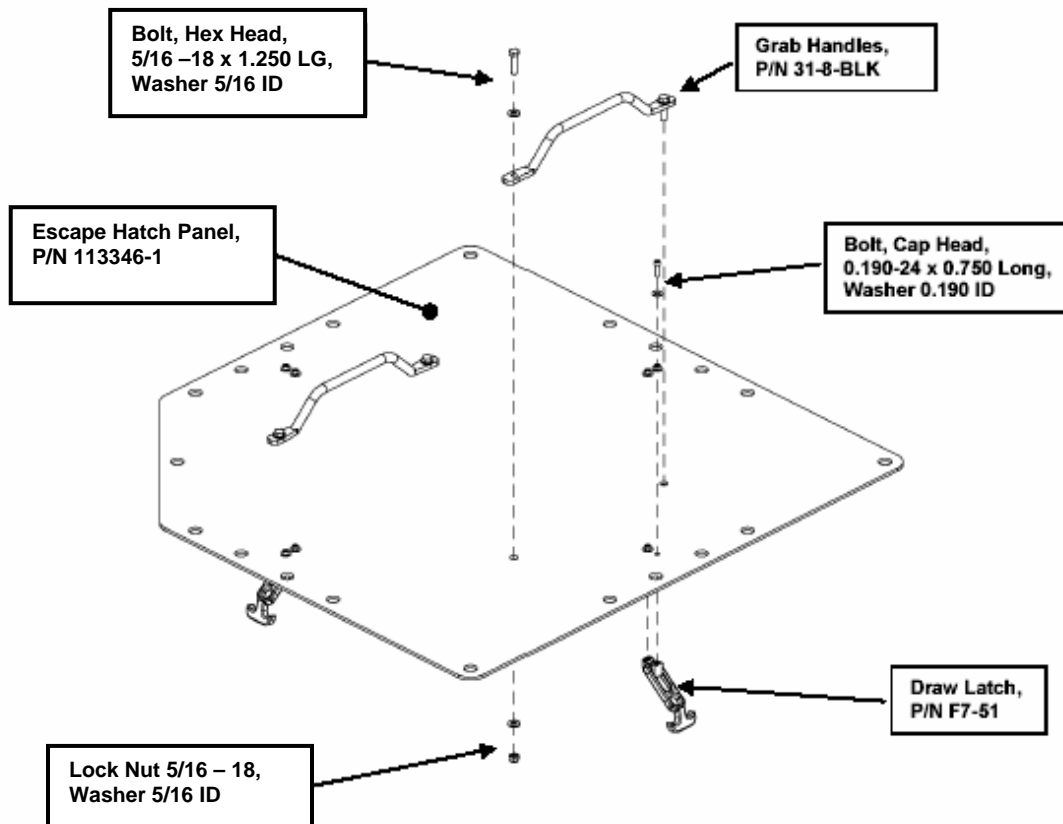 Bolt, Hex Head,
5/16 –18 x 1.250 LG,
Washer 5/16 ID
Grab Handles,
P/N 31-8-BLK
Escape Hatch Panel,
P/N 113346-1
Bolt, Cap Head,
0.190-24 x 0.750 Long,
Washer 0.190 ID
Draw Latch,
P/N F7-51
Lock Nut 5/16 – 18,
Washer 5/16 ID